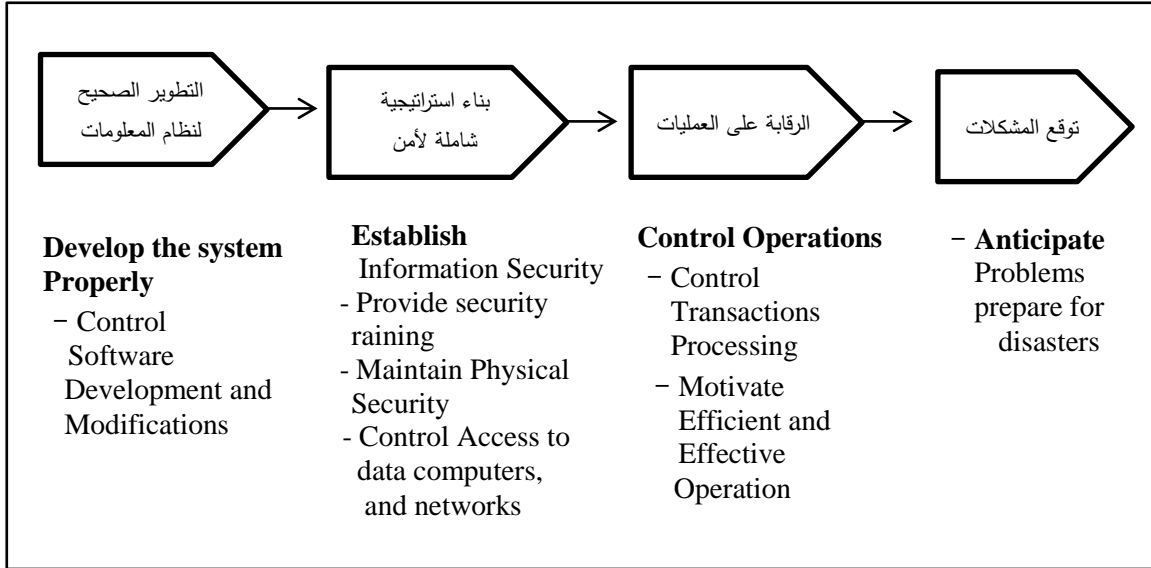 التطوير الصحيح
لنظام المعلومات
بناء استراتيجية
شاملة لأمن
الرقابة على العمليات
توقع المشكلات
Develop the system
Properly
− Control
Software
Development and
Modifications
Establish
Information Security
- Provide security
raining
- Maintain Physical
Security
- Control Access to
data computers,
and networks
Control Operations
− Control
Transactions
Processing
− Motivate
Efficient and
Effective
Operation
− Anticipate
Problems
prepare for
disasters